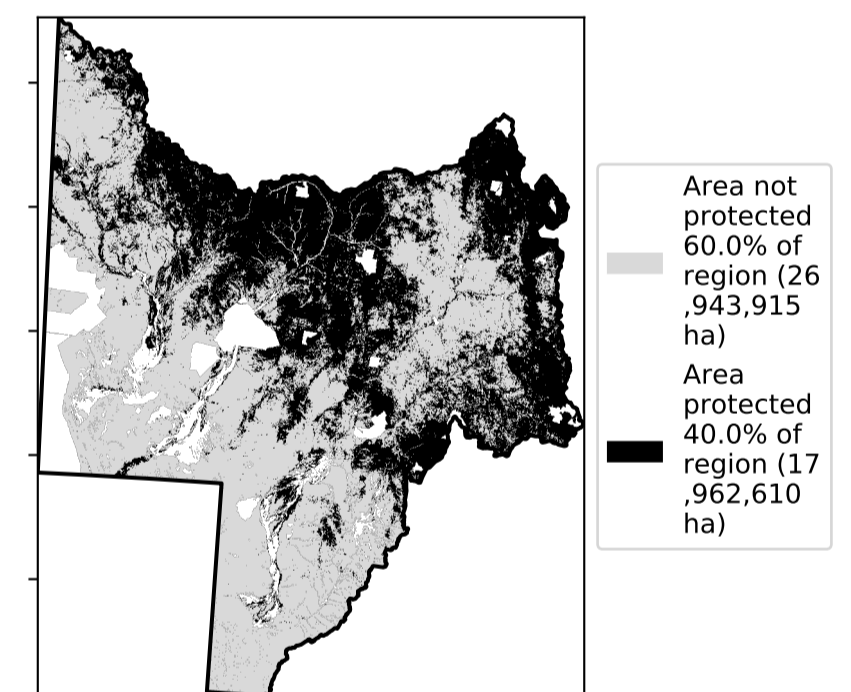 Area not
protected
60.0% of
region (26
,943,915
ha)
Area
protected
40.0% of
region (17
,962,610
ha)